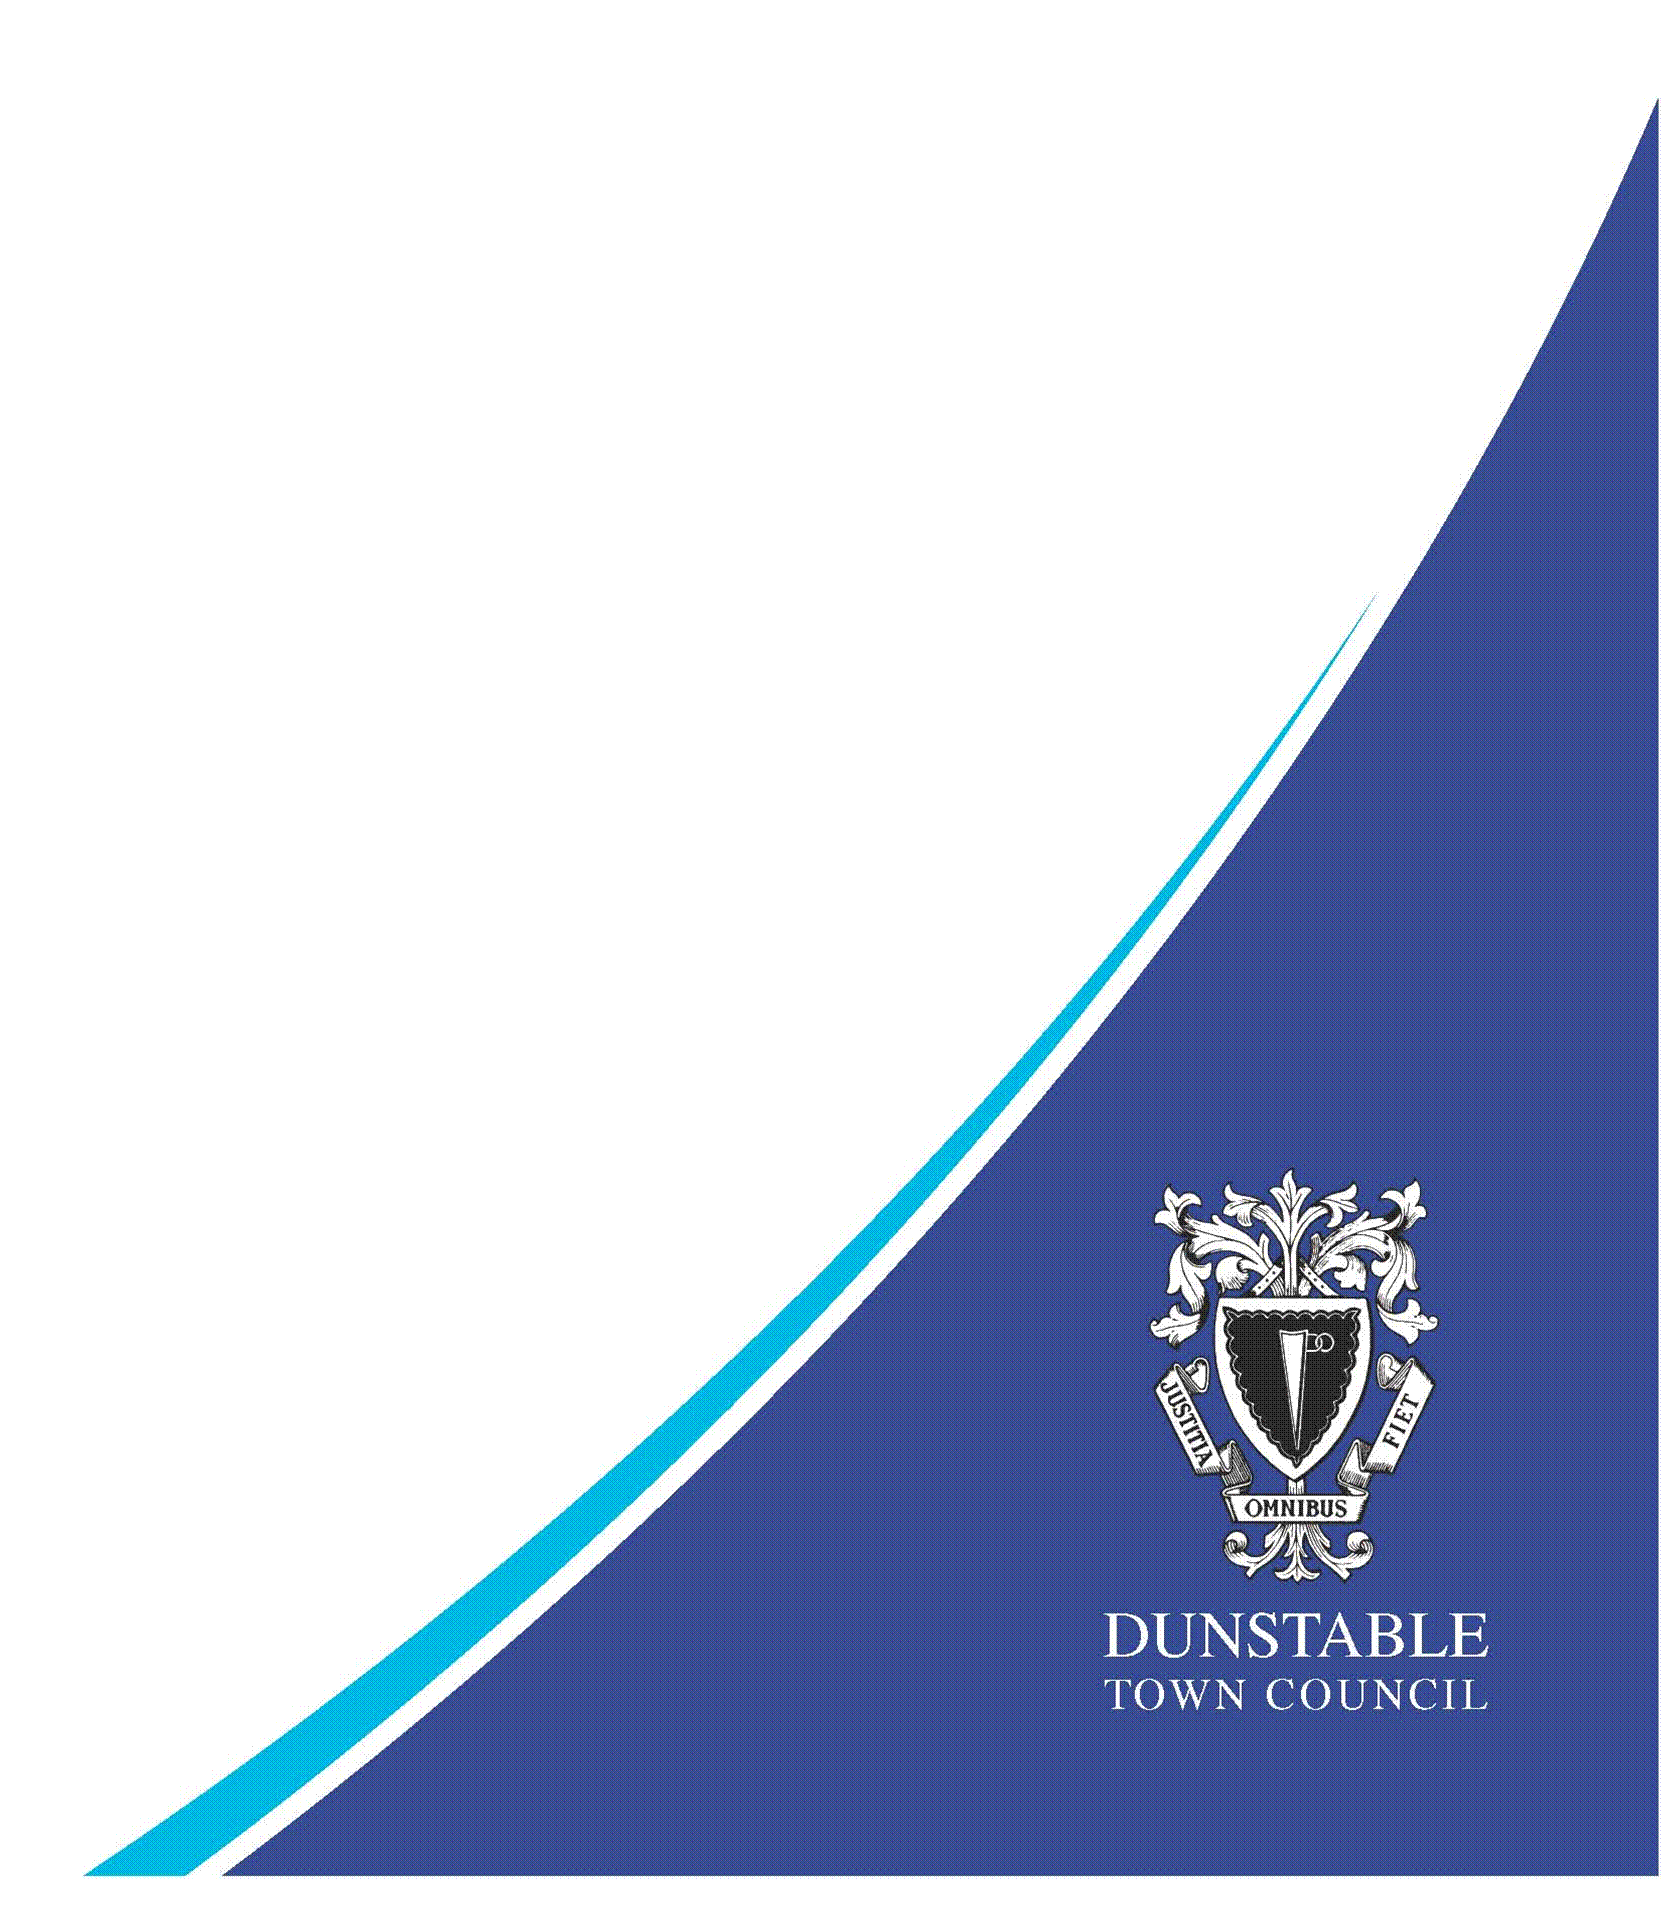 JUSTITIA
OMNIBUS
FIET
DUNSTABLE
TOWN COUNCIL